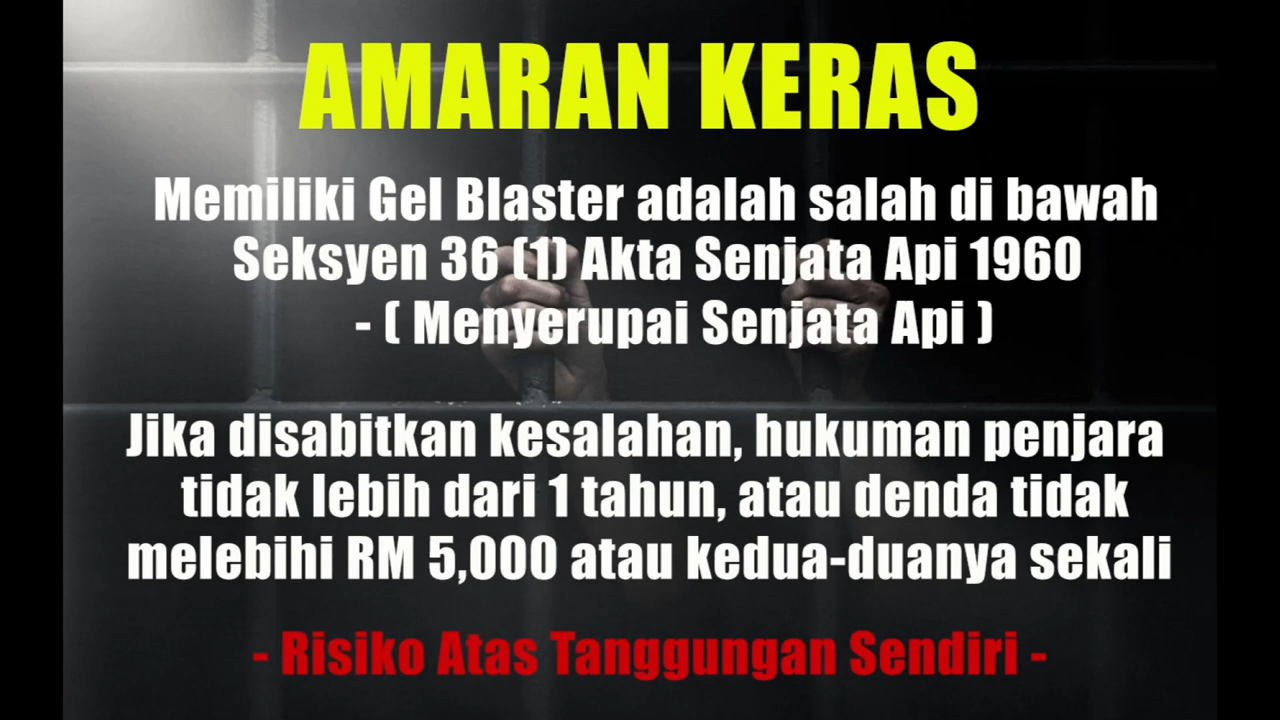 AMARAN KERAS
Memiliki Gel Blaster adalah salah di bawah
Seksyen 36 (1) Akta Senjata Api 1960
- ( Menyerupai Senjata Api )
Jika disabitkan kesalahan, hukuman penjara
tidak lebih dari 1 tahun, atau denda tidak
melebihi RM 5,000 atau kedua-duanya sekali
- Risiko Atas Tanggungan Sendiri -